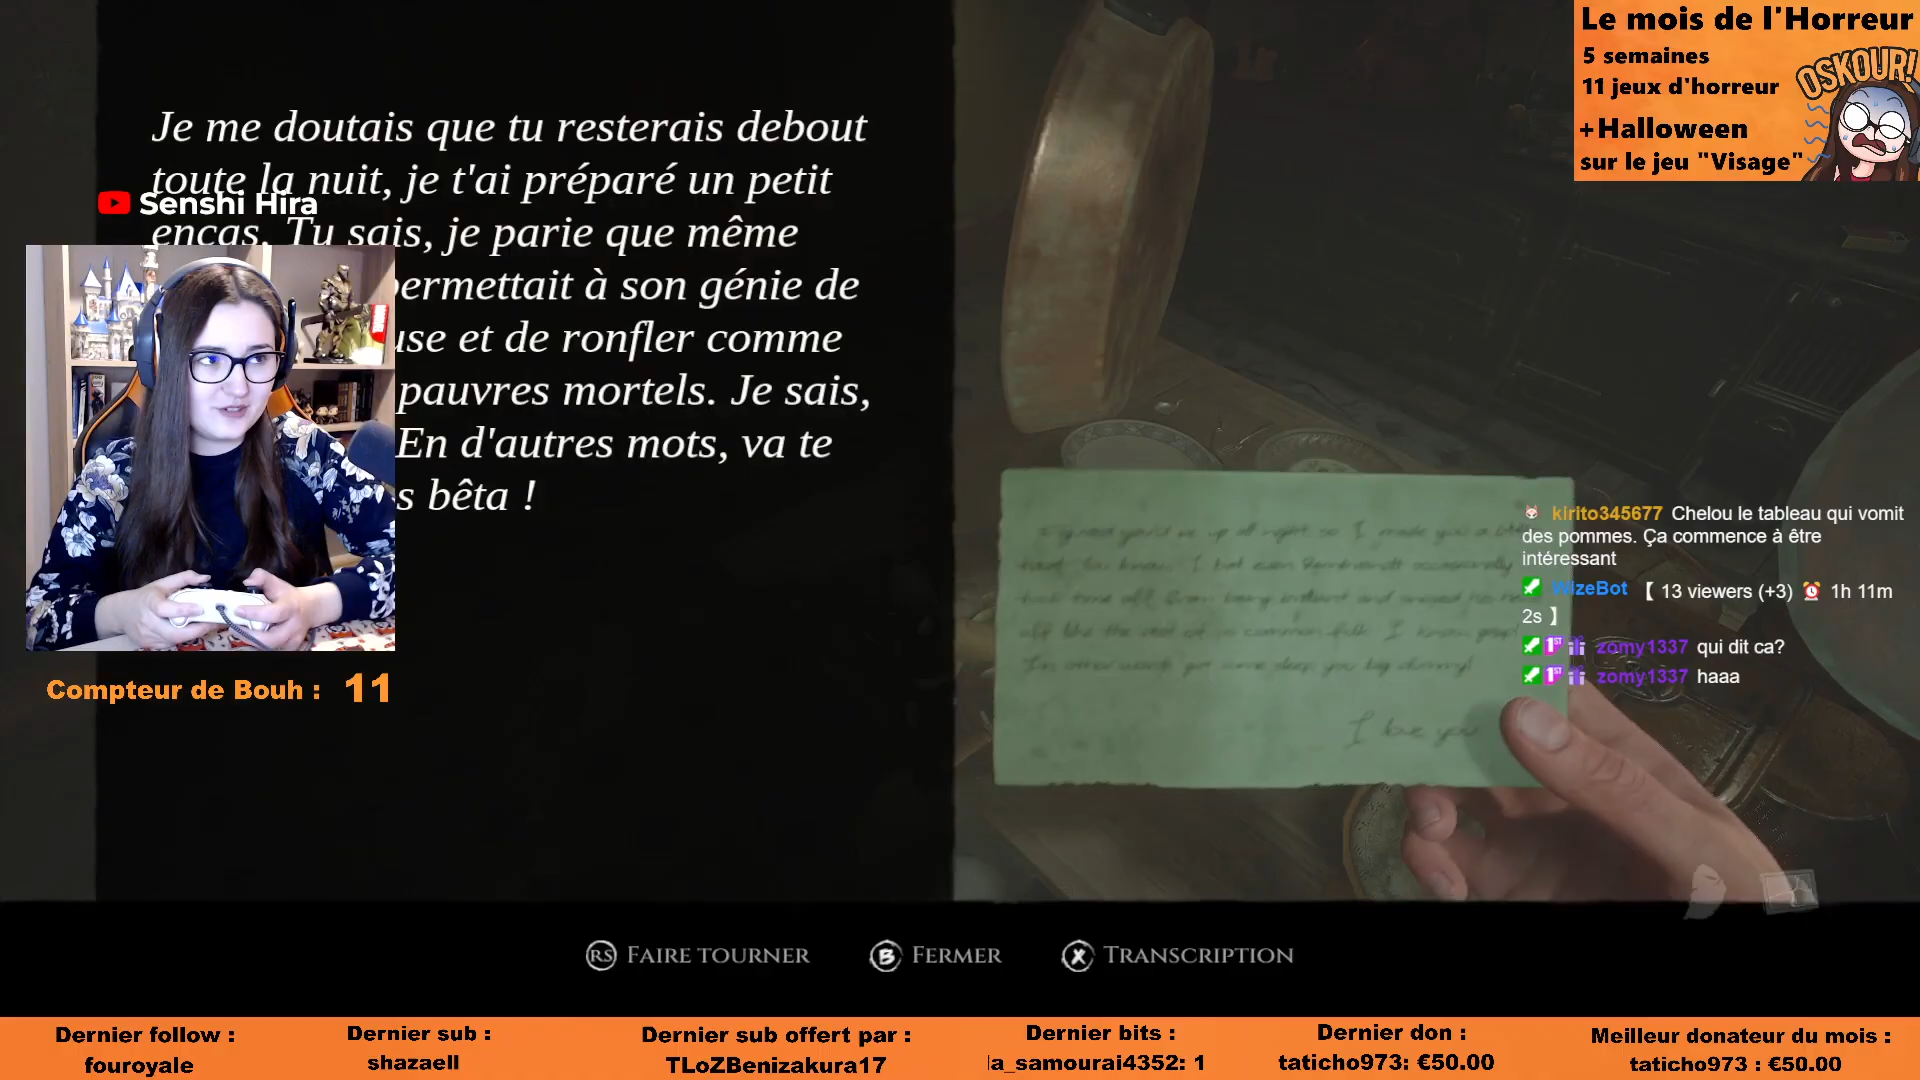 Je me doutais que tu resterais debout
toute la nuit, je t'ai préparé un petit
encas. Tu sais, je parie que même
permettait à son génie de
use et de ronfler comme
pauvres mortels. Je sais,
En d'autres mots, va te
s bêta !
Senshi Hira
Compteur de Bouh : 11
Le mois de l'Horreur
5 semaines
11 jeux d'horreur
+Halloween
sur le jeu "Visage"
OSKOUR!
I love you
kirito345677 Chelou le tableau qui vomit
des pommes. Ça commence à être
intéressant
WizeBot 【 13 viewers (+3) ⏰ 1h 11m
2s 】
zomy1337 qui dit ca?
zomy1337 haaa
RS FAIRE TOURNER
B FERMER
X TRANSCRIPTION
Dernier follow :
fouroyale
Dernier sub :
shazaell
Dernier sub offert par :
TLoZBenizakura17
Dernier bits :
la_samourai4352: 1
Dernier don :
taticho973: €50.00
Meilleur donateur du mois :
taticho973 : €50.00